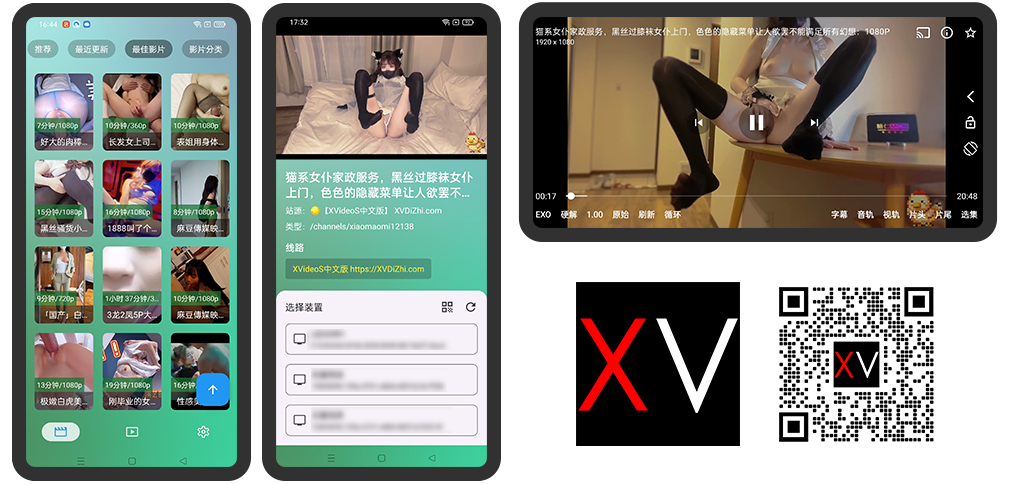 16:44
推荐
最近更新
最佳影片
影片分类
7分钟/1080p
10分钟/360p
10分钟/1080p
好大的肉棒...
长发女上司...
表姐用身体...
15分钟/1080p
16分钟/1080p
8分钟/1080p
黑丝骚货小...
1888叫了个...
麻豆傳媒映...
9分钟/720p
1小时 37分钟/3...
10分钟/1080p
「国产」白...
3龙2凤5P大...
麻豆傳媒映...
13分钟/1080p
19分钟/1080p
16分钟
极嫩白虎美...
刚毕业的女...
性感
17:32
猫系女仆家政服务，黑丝过膝袜女仆
上门，色色的隐藏菜单让人欲罢不...
站源：【XVideoS中文版】 XVDiZhi.com
类型：/channels/xiaomaomi12138
线路
XVideoS中文版 https://XVDiZhi.com
选择装置
猫系女仆家政服务，黑丝过膝袜女仆上门，色色的隐藏菜单让人欲罢不能满足所有幻想：1080P
1920 x 1080
00:17
20:48
EXO 硬解 1.00 原始 刷新 循环 字幕 音轨 视轨 片头 片尾 选集
XV
XV